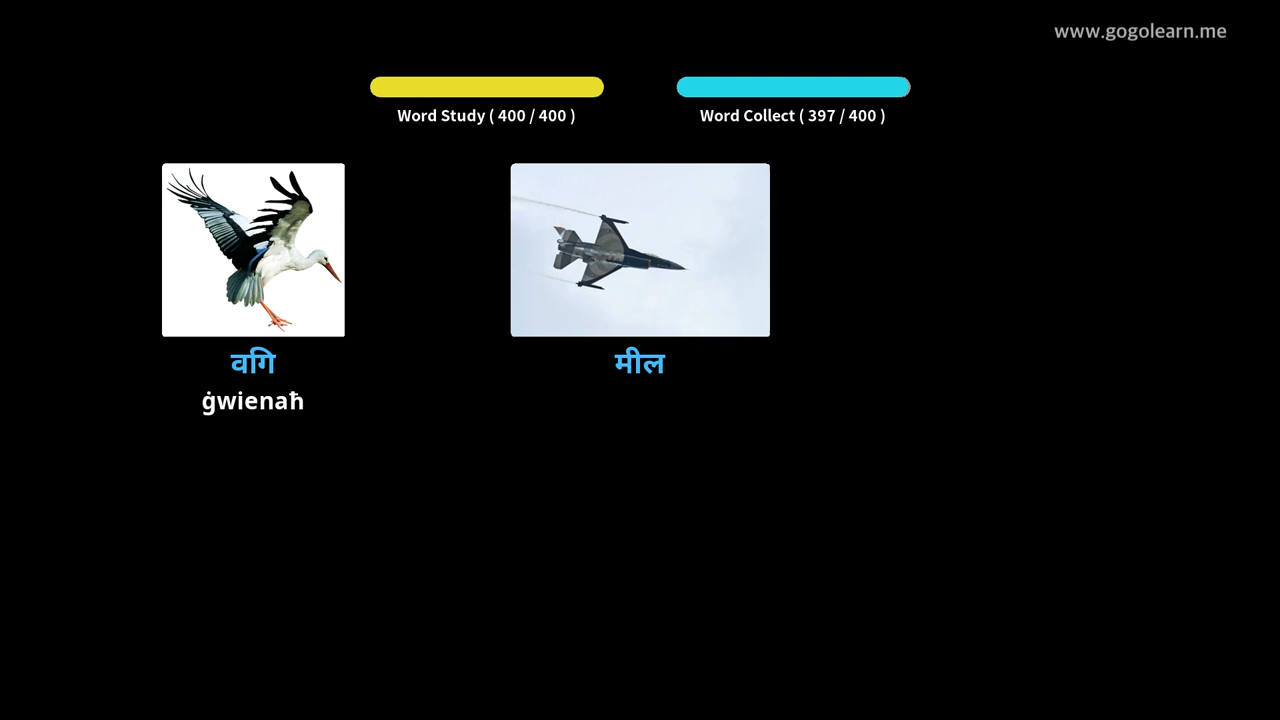 www.gogolearn.me
Word Study ( 400 / 400 )
Word Collect ( 397 / 400 )
वगि
मील
ġwienaħ